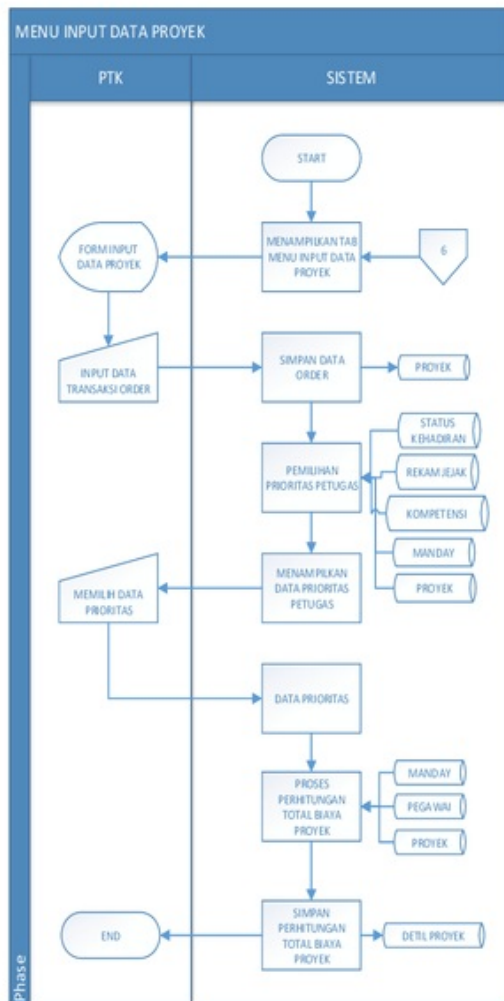 MENU INPUT DATA PROYEK
PTK
SISTEM
START
FORM INPUT
DATA PROYEK
MENAMPILKAN TAB
MENU INPUT DATA
PROYEK
6
INPUT DATA
TRANSAKSI ORDER
SIMPAN DATA
ORDER
PROYEK
STATUS
KEHADIRAN
PEMILIHAN
PRIORITAS PETUGAS
REKAM JEJAK
KOMPETENSI
MANDAY
PROYEK
MEMILIH DATA
PRIORITAS
MENAMPILKAN
DATA PRIORITAS
PETUGAS
DATA PRIORITAS
PROSES
PERHITUNGAN
TOTAL BIAYA
PROYEK
MANDAY
PEGAWAI
PROYEK
END
SIMPAN
PERHITUNGAN
TOTAL BIAYA
PROYEK
DETIL PROYEK
Phase